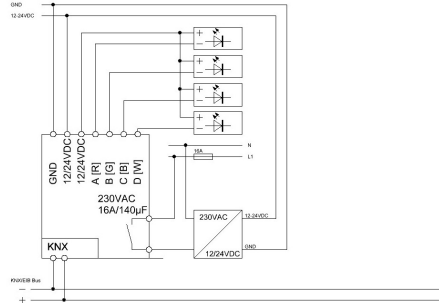 GND
12-24VDC
+
−
+
−
+
−
+
−
N
16A
L1
GND
12/24VDC
12/24VDC
A [R]
B [G]
C [B]
D [W]
230VAC
16A/140µF
230VAC
12/24VDC
12-24VDC
GND
KNX
KNX/EIB Bus
−
+